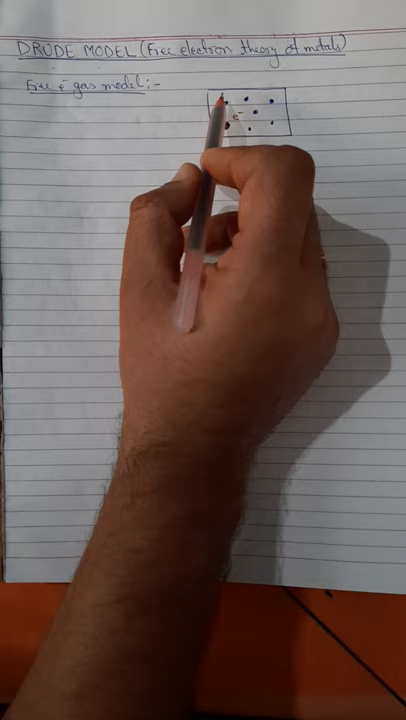 DRUDE MODEL (Free electron theory of metals)
Free e⁻ gas model:-
e⁻